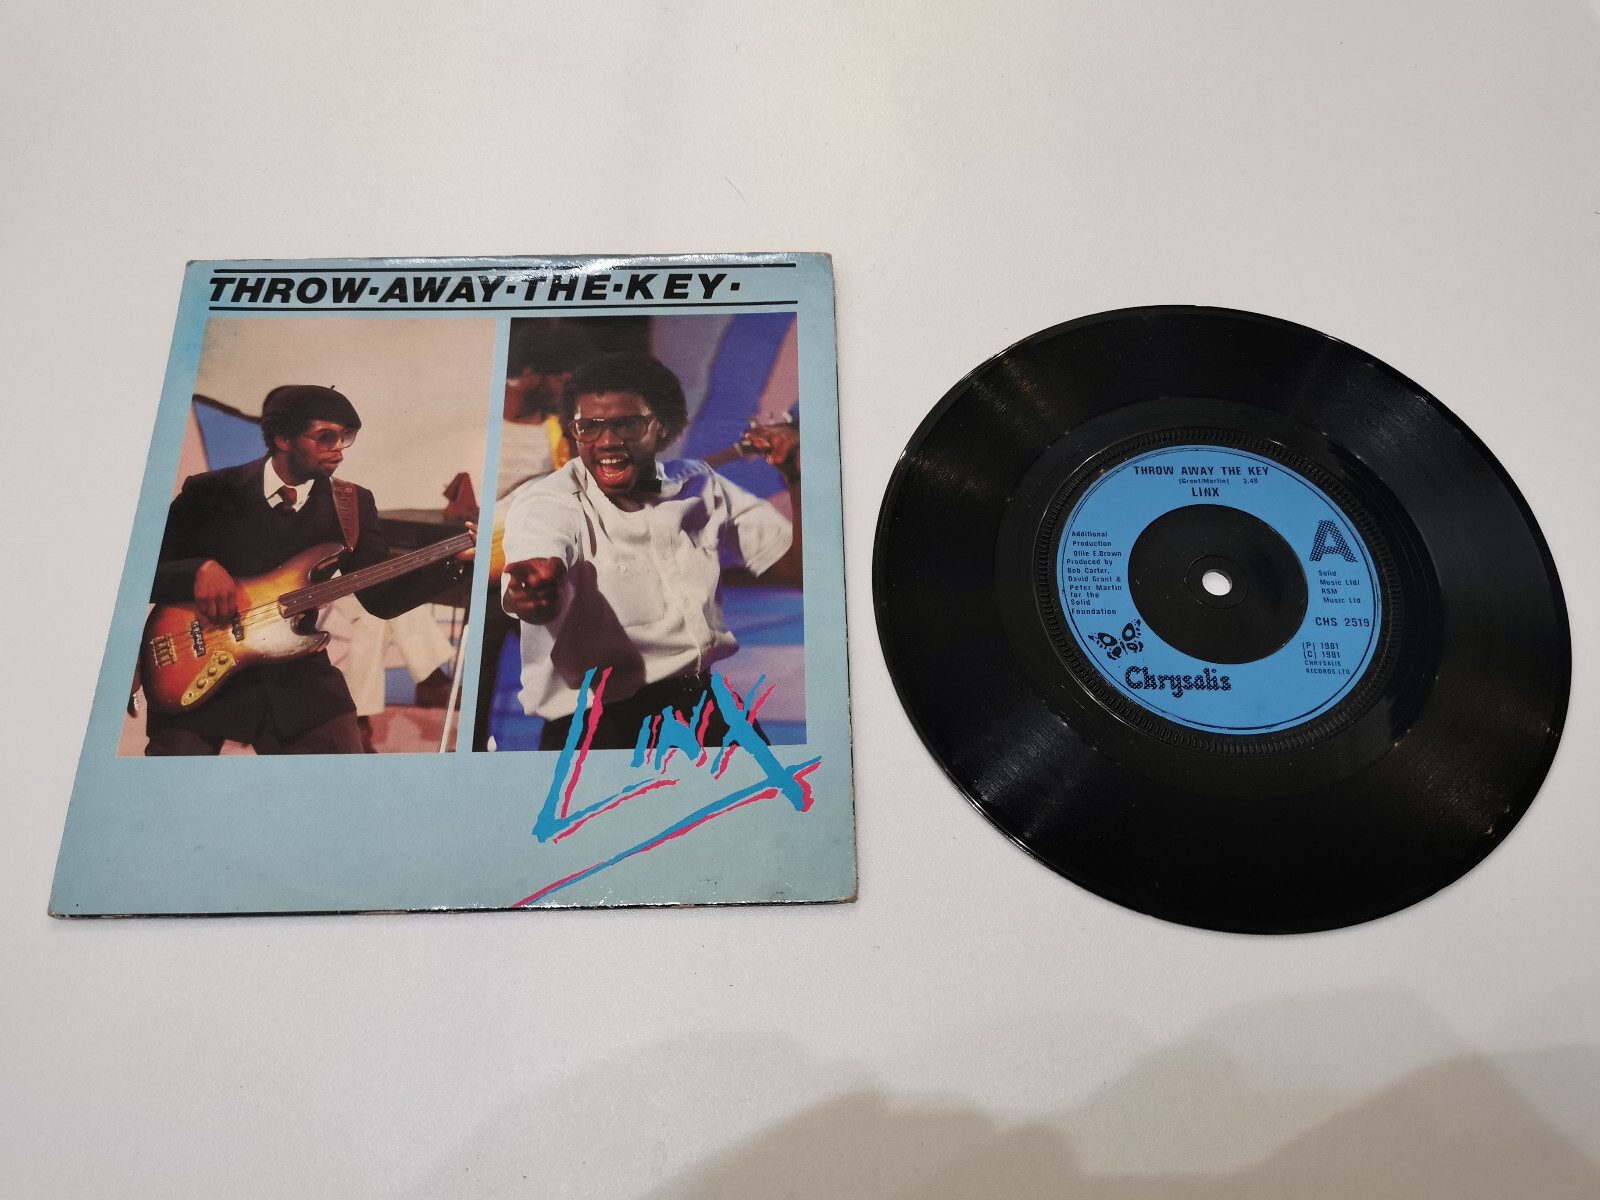 THROW·AWAY·THE·KEY·
LINX
THROW AWAY THE KEY
(Grant/Martin) 3.48
LINX
Additional
Production
Ollie E.Brown
Produced by
Bob Carter,
David Grant &
Peter Martin
for the
Solid
Foundation
A
Solid
Music Ltd/
RSM
Music Ltd
CHS 2519
(P) 1981
(C) 1981
CHRYSALIS
RECORDS LTD
Chrysalis